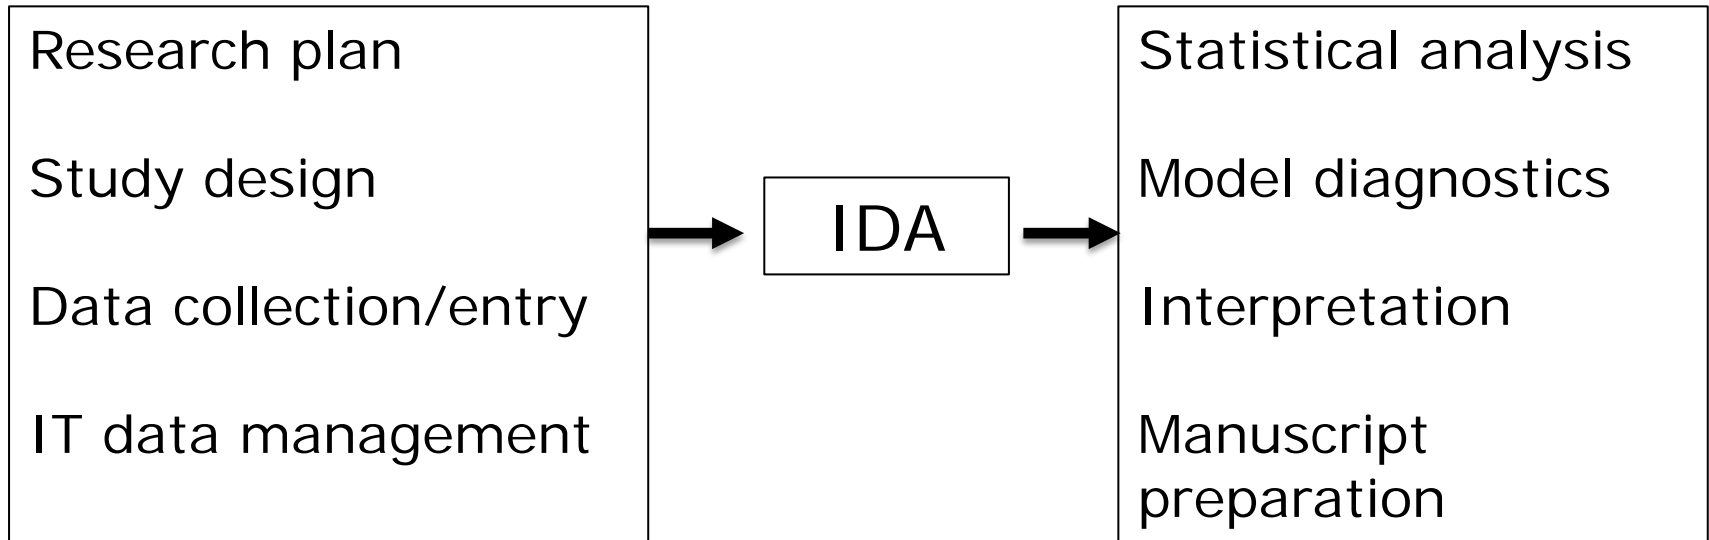 Research plan
Study design
Data collection/entry
IT data management
IDA
Statistical analysis
Model diagnostics
Interpretation
Manuscript
preparation